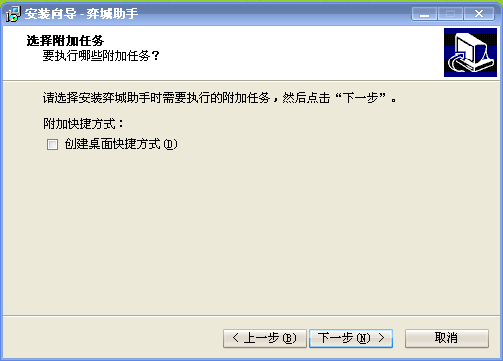 安装向导 - 弈城助手
选择附加任务
要执行哪些附加任务？
请选择安装弈城助手时需要执行的附加任务，然后点击“下一步”。
附加快捷方式：
创建桌面快捷方式(D)
< 上一步(B)
下一步(N) >
取消